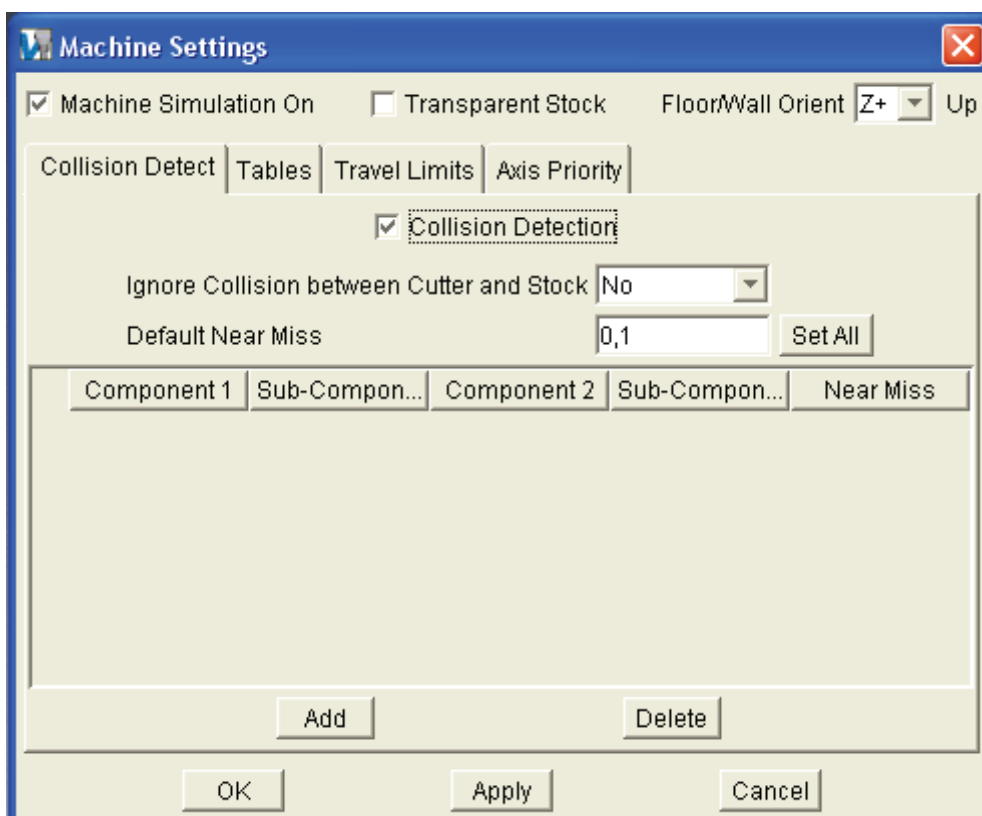 Machine Settings
Machine Simulation On Transparent Stock Floor/Wall Orient Z+ Up
Collision Detect Tables Travel Limits Axis Priority
Collision Detection
Ignore Collision between Cutter and Stock No
Default Near Miss 0,1 Set All
Component 1 Sub-Compon... Component 2 Sub-Compon... Near Miss
Add Delete
OK Apply Cancel